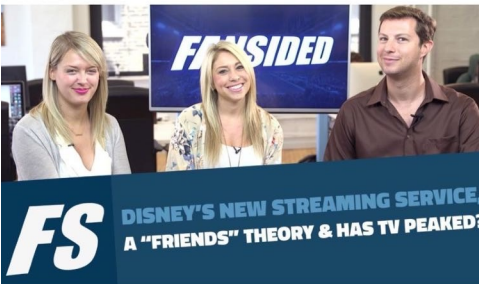 FANSIDED
FS
DISNEY'S NEW STREAMING SERVICE,
A "FRIENDS" THEORY & HAS TV PEAKED?